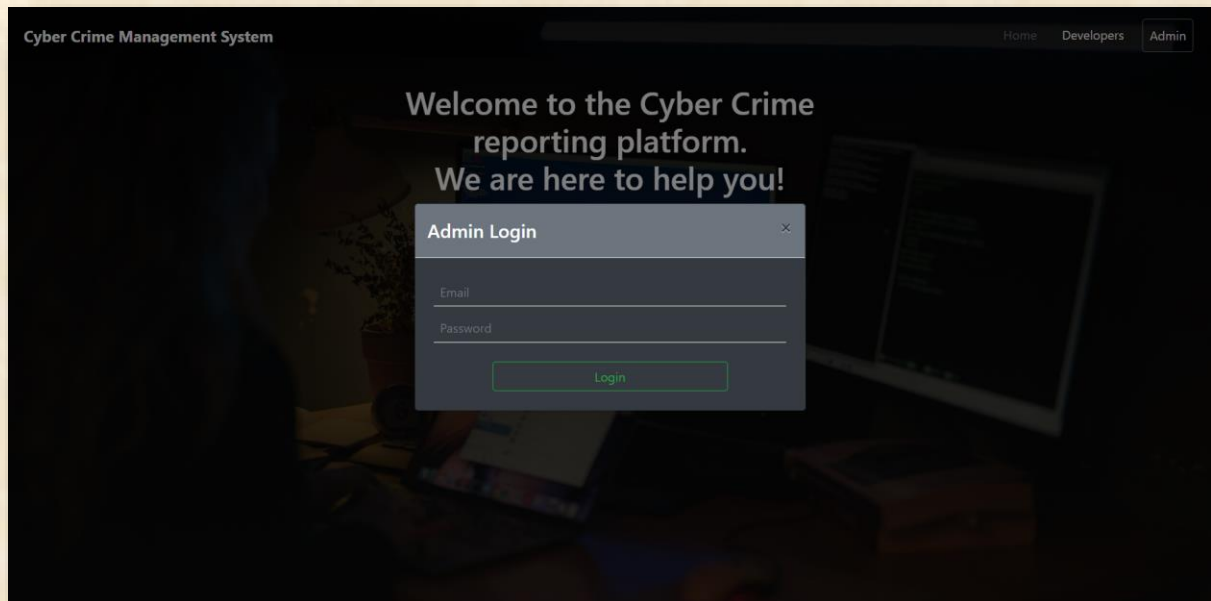 Cyber Crime Management System
Home
Developers
Admin
Welcome to the Cyber Crime
reporting platform.
We are here to help you!
Admin Login
×
Email
Password
Login